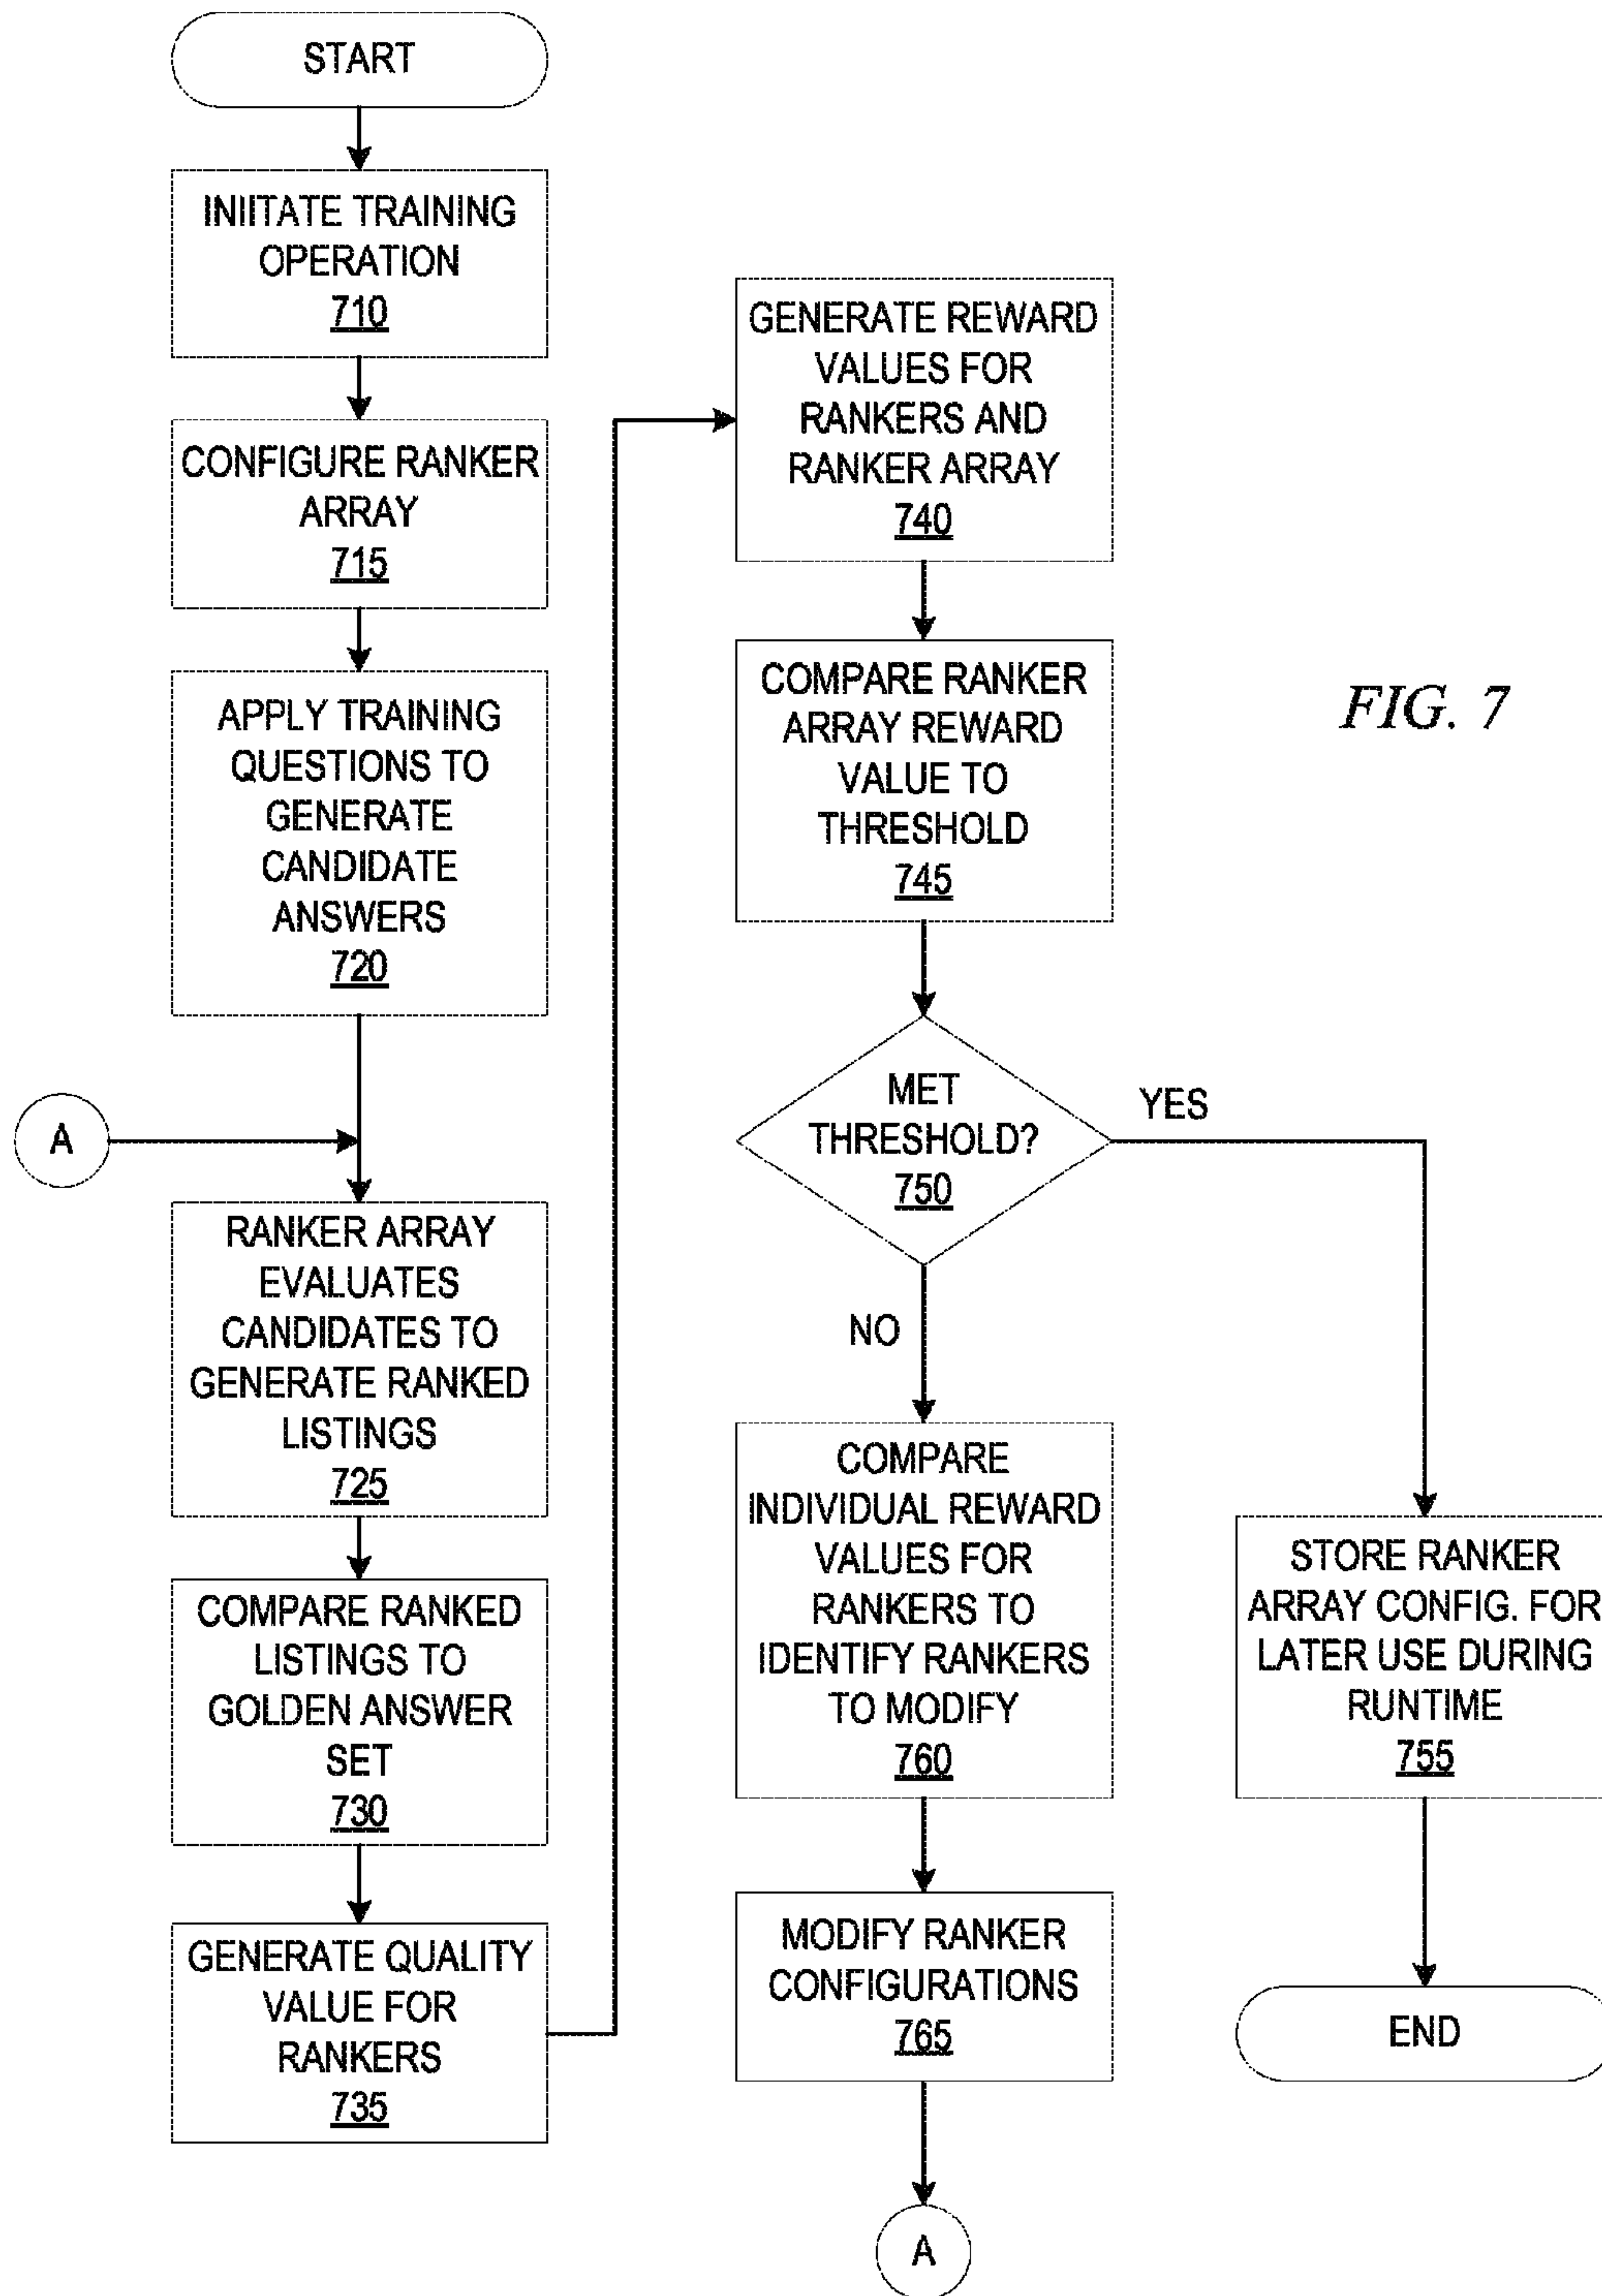 START
INIITATE TRAINING
OPERATION
710
CONFIGURE RANKER
ARRAY
715
APPLY TRAINING
QUESTIONS TO
GENERATE
CANDIDATE
ANSWERS
720
A
RANKER ARRAY
EVALUATES
CANDIDATES TO
GENERATE RANKED
LISTINGS
725
COMPARE RANKED
LISTINGS TO
GOLDEN ANSWER
SET
730
GENERATE QUALITY
VALUE FOR
RANKERS
735
GENERATE REWARD
VALUES FOR
RANKERS AND
RANKER ARRAY
740
COMPARE RANKER
ARRAY REWARD
VALUE TO
THRESHOLD
745
MET
THRESHOLD?
750
YES
NO
COMPARE
INDIVIDUAL REWARD
VALUES FOR
RANKERS TO
IDENTIFY RANKERS
TO MODIFY
760
MODIFY RANKER
CONFIGURATIONS
765
A
STORE RANKER
ARRAY CONFIG. FOR
LATER USE DURING
RUNTIME
755
END
FIG. 7